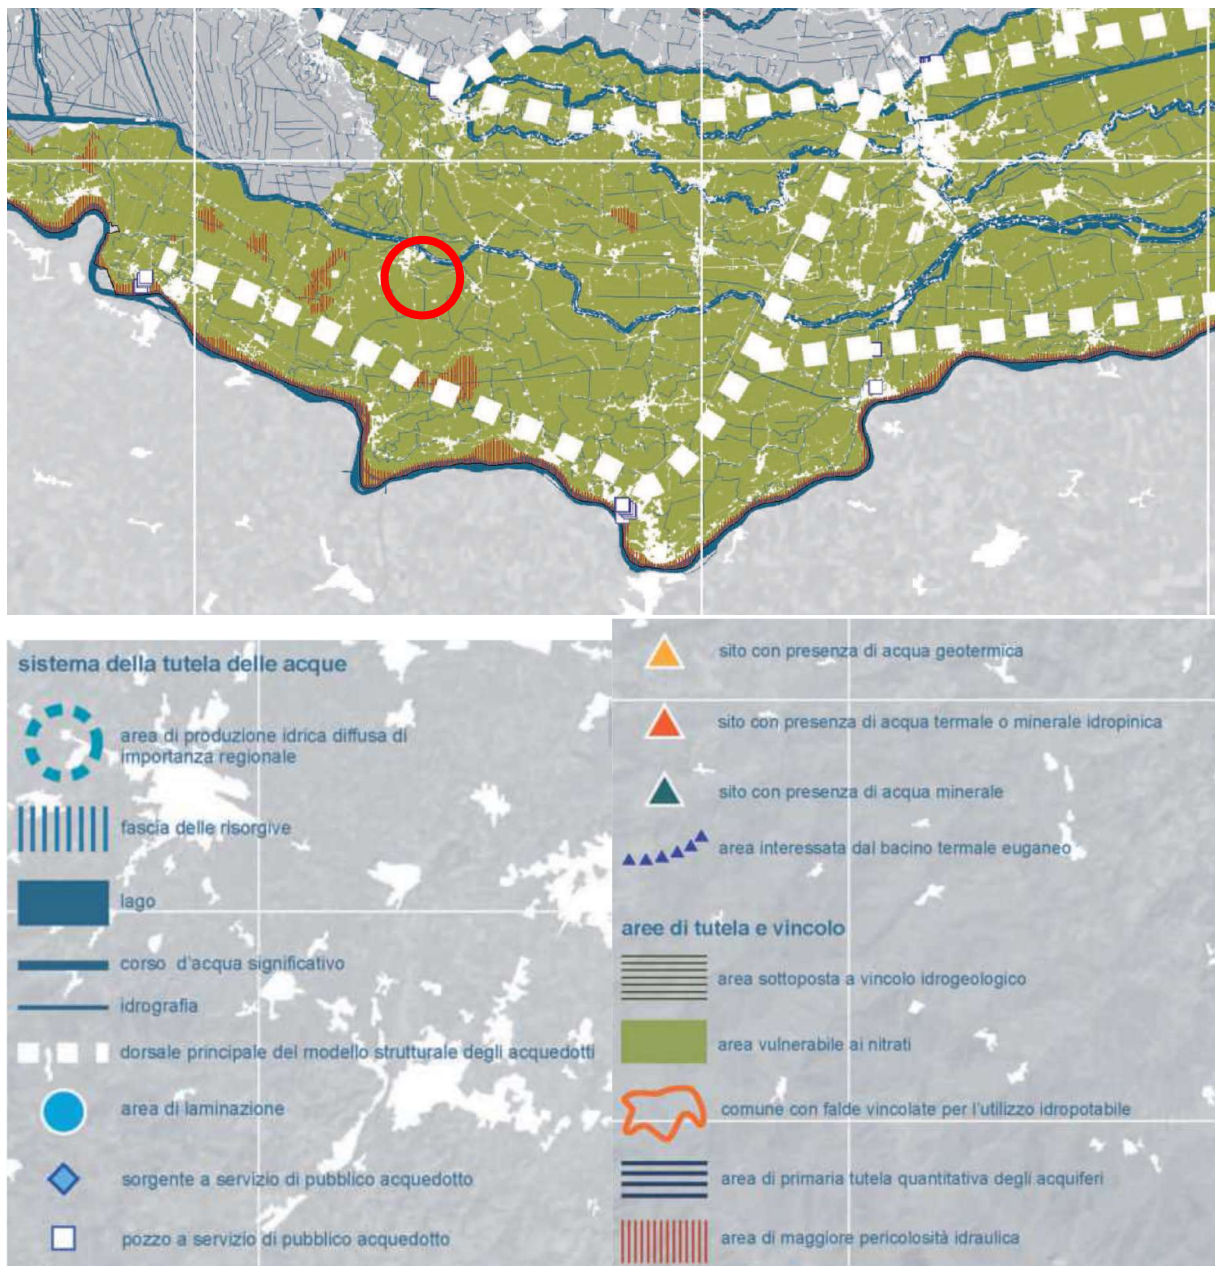 sistema della tutela delle acque
area di produzione idrica diffusa di
importanza regionale
fascia delle risorgive
lago
corso d'acqua significativo
idrografia
dorsale principale del modello strutturale degli acquedotti
area di laminazione
sorgente a servizio di pubblico acquedotto
pozzo a servizio di pubblico acquedotto
sito con presenza di acqua geotermica
sito con presenza di acqua termale o minerale idropinica
sito con presenza di acqua minerale
area interessata dal bacino termale euganeo
aree di tutela e vincolo
area sottoposta a vincolo idrogeologico
area vulnerabile ai nitrati
comune con falde vincolate per l'utilizzo idropotabile
area di primaria tutela quantitativa degli acquiferi
area di maggiore pericolosità idraulica